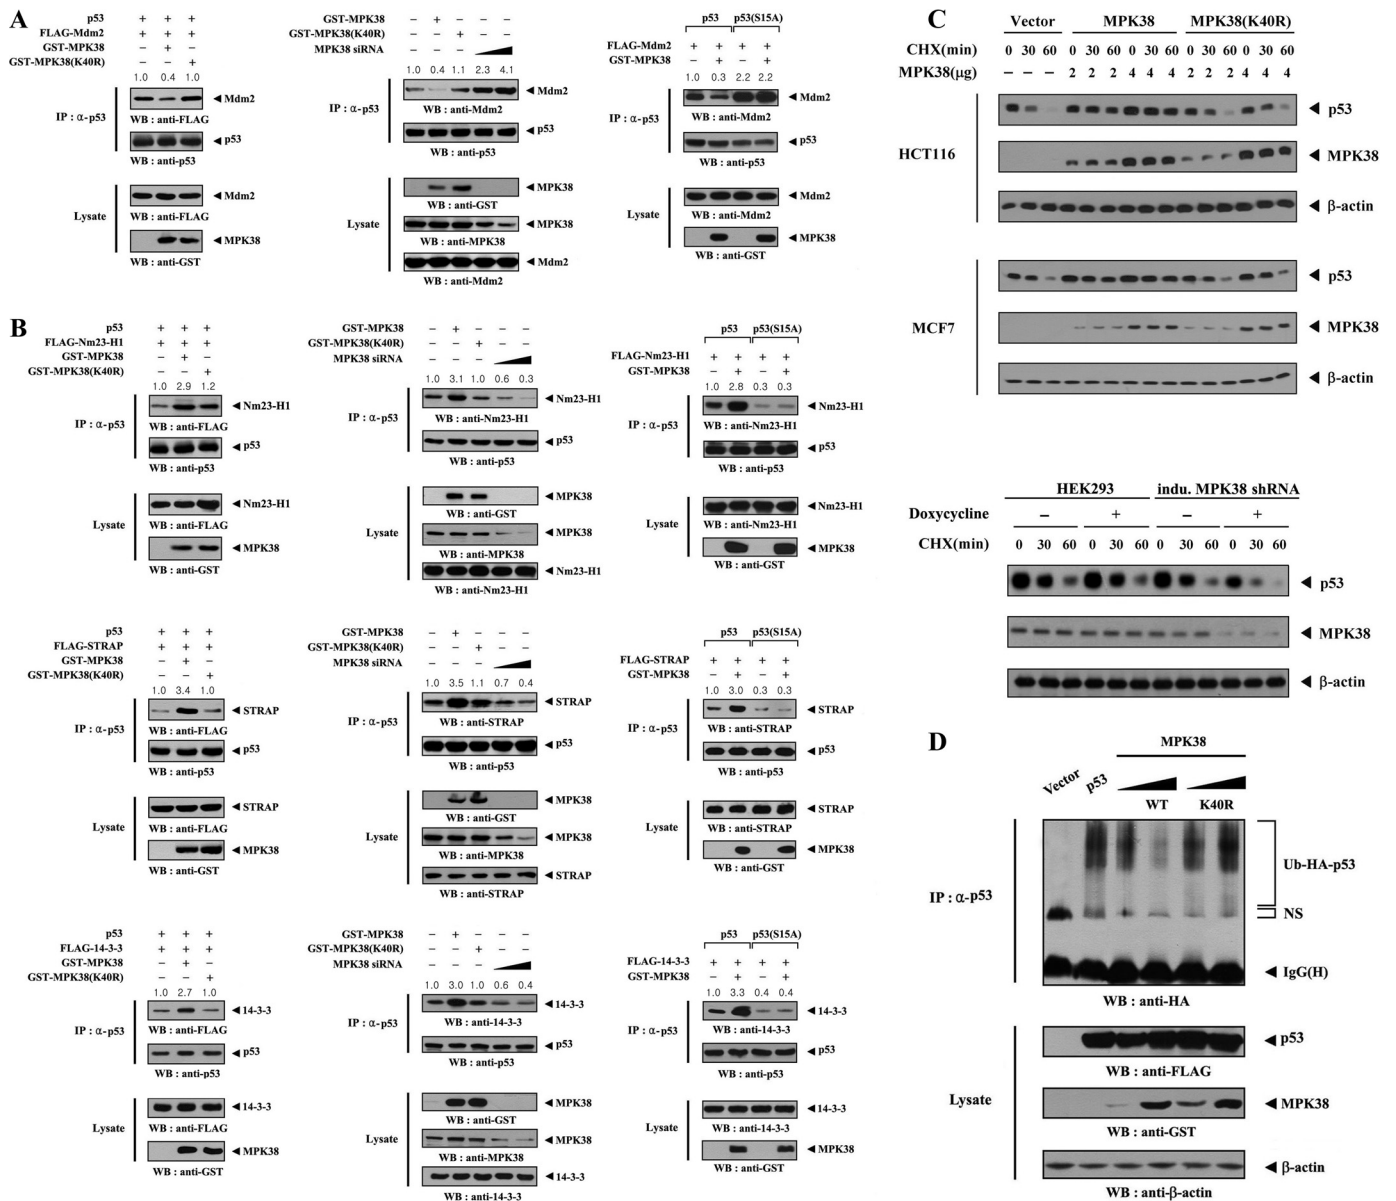 A
p53 + + +
FLAG-Mdm2 + + +
GST-MPK38 – + –
GST-MPK38(K40R) – – +
1.0 0.4 1.0
IP : α-p53
Mdm2
WB : anti-FLAG
p53
WB : anti-p53
Lysate
Mdm2
WB : anti-FLAG
MPK38
WB : anti-GST
GST-MPK38 – + – – –
GST-MPK38(K40R) – – + – –
MPK38 siRNA – – –
1.0 0.4 1.1 2.3 4.1
IP : α-p53
Mdm2
WB : anti-Mdm2
p53
WB : anti-p53
Lysate
MPK38
WB : anti-GST
MPK38
WB : anti-MPK38
Mdm2
WB : anti-Mdm2
p53 p53(S15A)
FLAG-Mdm2 + + + +
GST-MPK38 – + – +
1.0 0.3 2.2 2.2
IP : α-p53
Mdm2
WB : anti-Mdm2
p53
WB : anti-p53
Lysate
Mdm2
WB : anti-Mdm2
MPK38
WB : anti-GST
B
p53 + + +
FLAG-Nm23-H1 + + +
GST-MPK38 – + –
GST-MPK38(K40R) – – +
1.0 2.9 1.2
IP : α-p53
Nm23-H1
WB : anti-FLAG
p53
WB : anti-p53
Lysate
Nm23-H1
WB : anti-FLAG
MPK38
WB : anti-GST
GST-MPK38 – + – – –
GST-MPK38(K40R) – – + – –
MPK38 siRNA – – –
1.0 3.1 1.0 0.6 0.3
IP : α-p53
Nm23-H1
WB : anti-Nm23-H1
p53
WB : anti-p53
Lysate
MPK38
WB : anti-GST
MPK38
WB : anti-MPK38
Nm23-H1
WB : anti-Nm23-H1
p53 p53(S15A)
FLAG-Nm23-H1 + + + +
GST-MPK38 – + – +
1.0 2.8 0.3 0.3
IP : α-p53
Nm23-H1
WB : anti-Nm23-H1
p53
WB : anti-p53
Lysate
Nm23-H1
WB : anti-Nm23-H1
MPK38
WB : anti-GST
p53 + + +
FLAG-STRAP + + +
GST-MPK38 – + –
GST-MPK38(K40R) – – +
1.0 3.4 1.0
IP : α-p53
STRAP
WB : anti-FLAG
p53
WB : anti-p53
Lysate
STRAP
WB : anti-FLAG
MPK38
WB : anti-GST
GST-MPK38 – + – – –
GST-MPK38(K40R) – – + – –
MPK38 siRNA – – –
1.0 3.5 1.1 0.7 0.4
IP : α-p53
STRAP
WB : anti-STRAP
p53
WB : anti-p53
Lysate
MPK38
WB : anti-GST
MPK38
WB : anti-MPK38
STRAP
WB : anti-STRAP
p53 p53(S15A)
FLAG-STRAP + + + +
GST-MPK38 – + – +
1.0 3.0 0.3 0.3
IP : α-p53
STRAP
WB : anti-STRAP
p53
WB : anti-p53
Lysate
STRAP
WB : anti-STRAP
MPK38
WB : anti-GST
p53 + + +
FLAG-14-3-3 + + +
GST-MPK38 – + –
GST-MPK38(K40R) – – +
1.0 2.7 1.0
IP : α-p53
14-3-3
WB : anti-FLAG
p53
WB : anti-p53
Lysate
14-3-3
WB : anti-FLAG
MPK38
WB : anti-GST
GST-MPK38 – + – – –
GST-MPK38(K40R) – – + – –
MPK38 siRNA – – –
1.0 3.0 1.0 0.6 0.4
IP : α-p53
14-3-3
WB : anti-14-3-3
p53
WB : anti-p53
Lysate
MPK38
WB : anti-GST
MPK38
WB : anti-MPK38
14-3-3
WB : anti-14-3-3
p53 p53(S15A)
FLAG-14-3-3 + + + +
GST-MPK38 – + – +
1.0 3.3 0.4 0.4
IP : α-p53
14-3-3
WB : anti-14-3-3
p53
WB : anti-p53
Lysate
14-3-3
WB : anti-14-3-3
MPK38
WB : anti-GST
C
Vector MPK38 MPK38(K40R)
CHX(min) 0 30 60 0 30 60 0 30 60 0 30 60 0 30 60
MPK38(μg) – – – 2 2 2 4 4 4 2 2 2 4 4 4
HCT116
p53
MPK38
β-actin
MCF7
p53
MPK38
β-actin
HEK293 indu. MPK38 shRNA
Doxycycline – + – +
CHX(min) 0 30 60 0 30 60 0 30 60 0 30 60
p53
MPK38
β-actin
D
MPK38
Vector p53
WT K40R
IP : α-p53
Ub-HA-p53
NS
IgG(H)
WB : anti-HA
Lysate
p53
WB : anti-FLAG
MPK38
WB : anti-GST
β-actin
WB : anti-β-actin